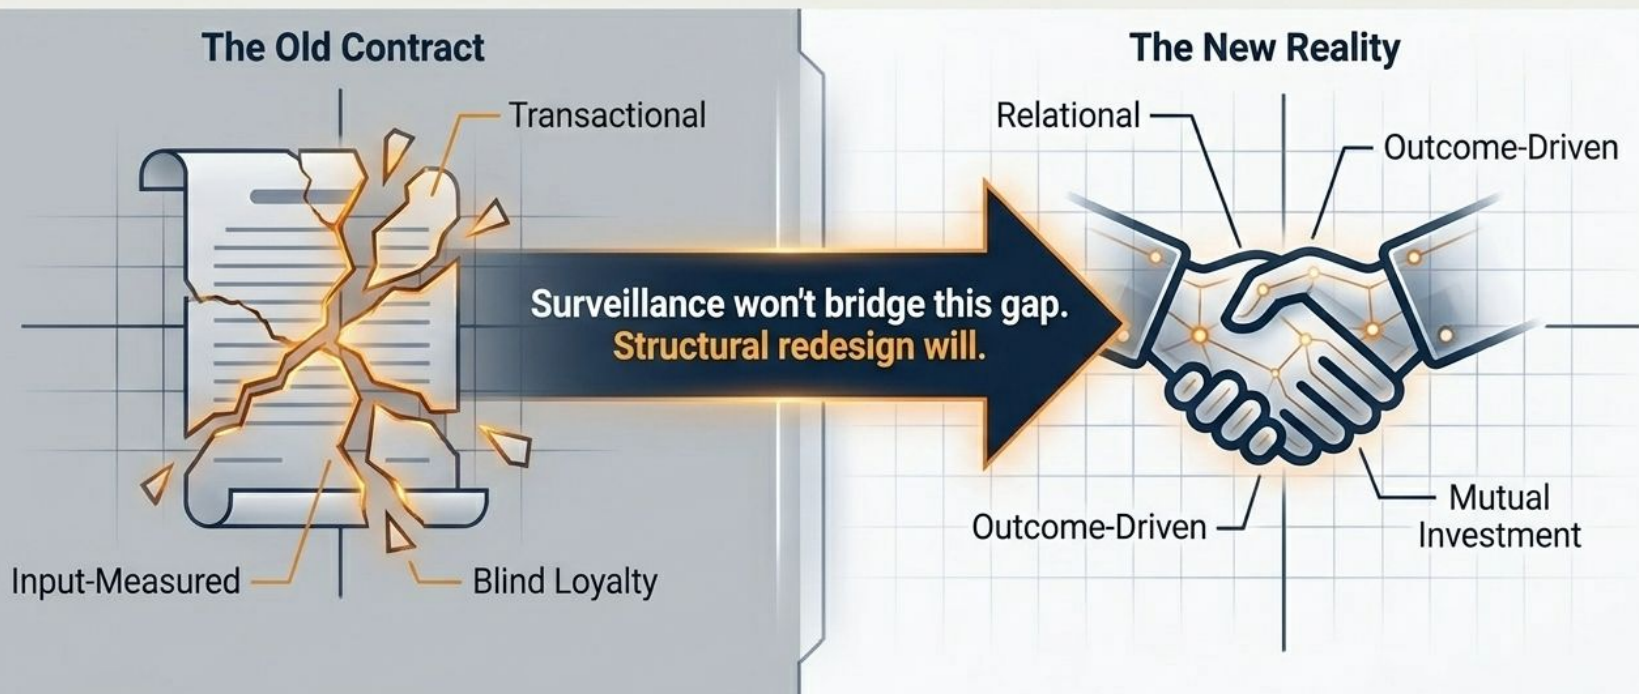 The Old Contract
Transactional
Input-Measured
Blind Loyalty
Surveillance won't bridge this gap.
Structural redesign will.
The New Reality
Relational
Outcome-Driven
Outcome-Driven
Mutual
Investment